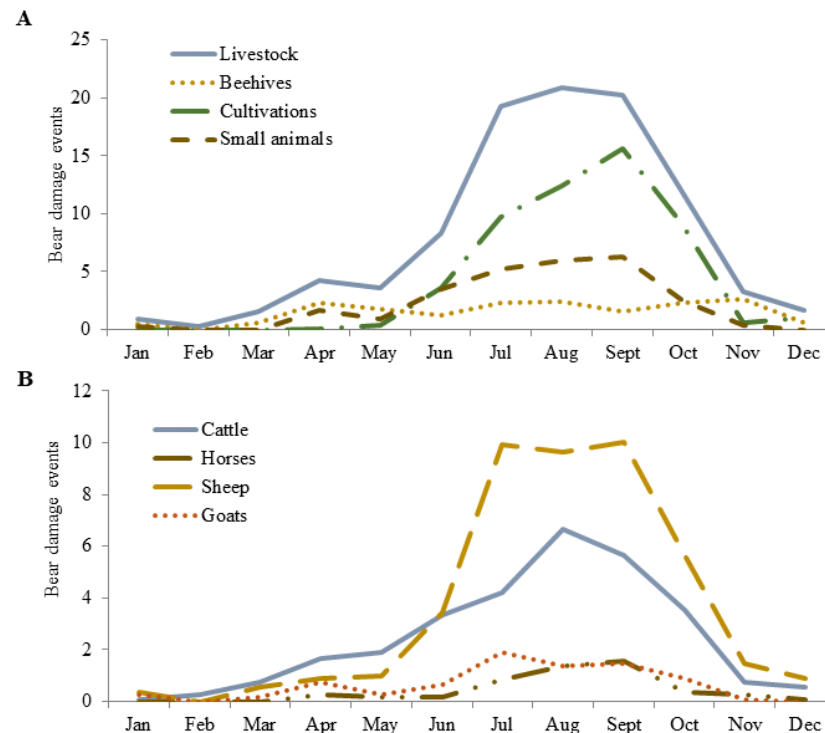 A
Bear damage events
25
20
15
10
5
0
Livestock
Beehives
Cultivations
Small animals
Jan Feb Mar Apr May Jun Jul Aug Sept Oct Nov Dec
B
Bear damage events
12
10
8
6
4
2
0
Cattle
Horses
Sheep
Goats
Jan Feb Mar Apr May Jun Jul Aug Sept Oct Nov Dec